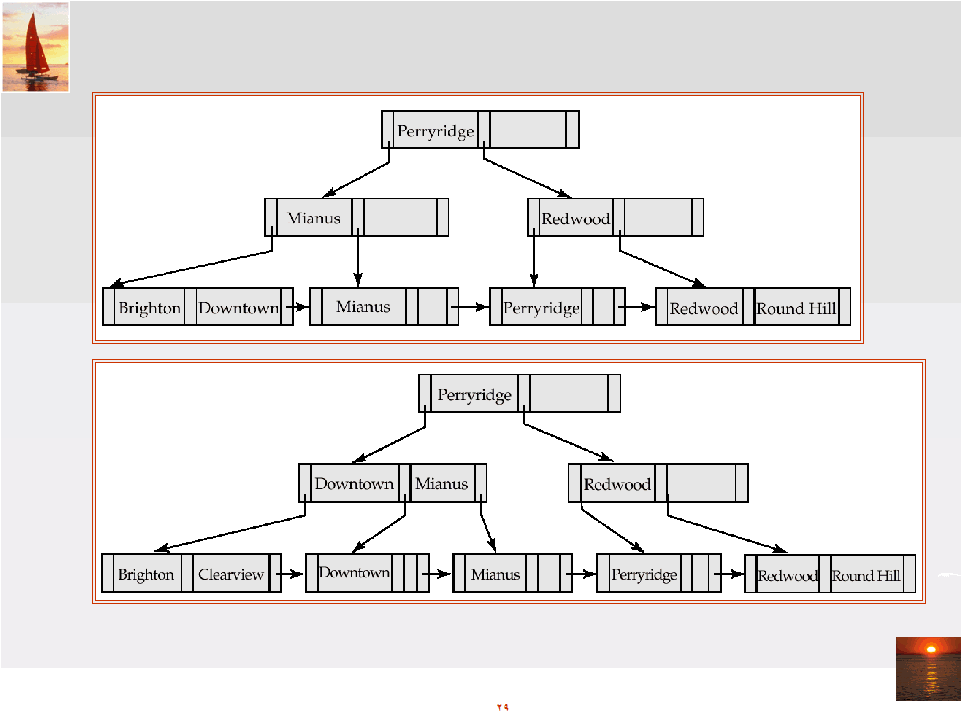 Perryridge
Mianus Redwood
Brighton Downtown Mianus Perryridge Redwood Round Hill
Perryridge
Downtown Mianus Redwood
Brighton Clearview Downtown Mianus Perryridge Redwood Round Hill
۲۹